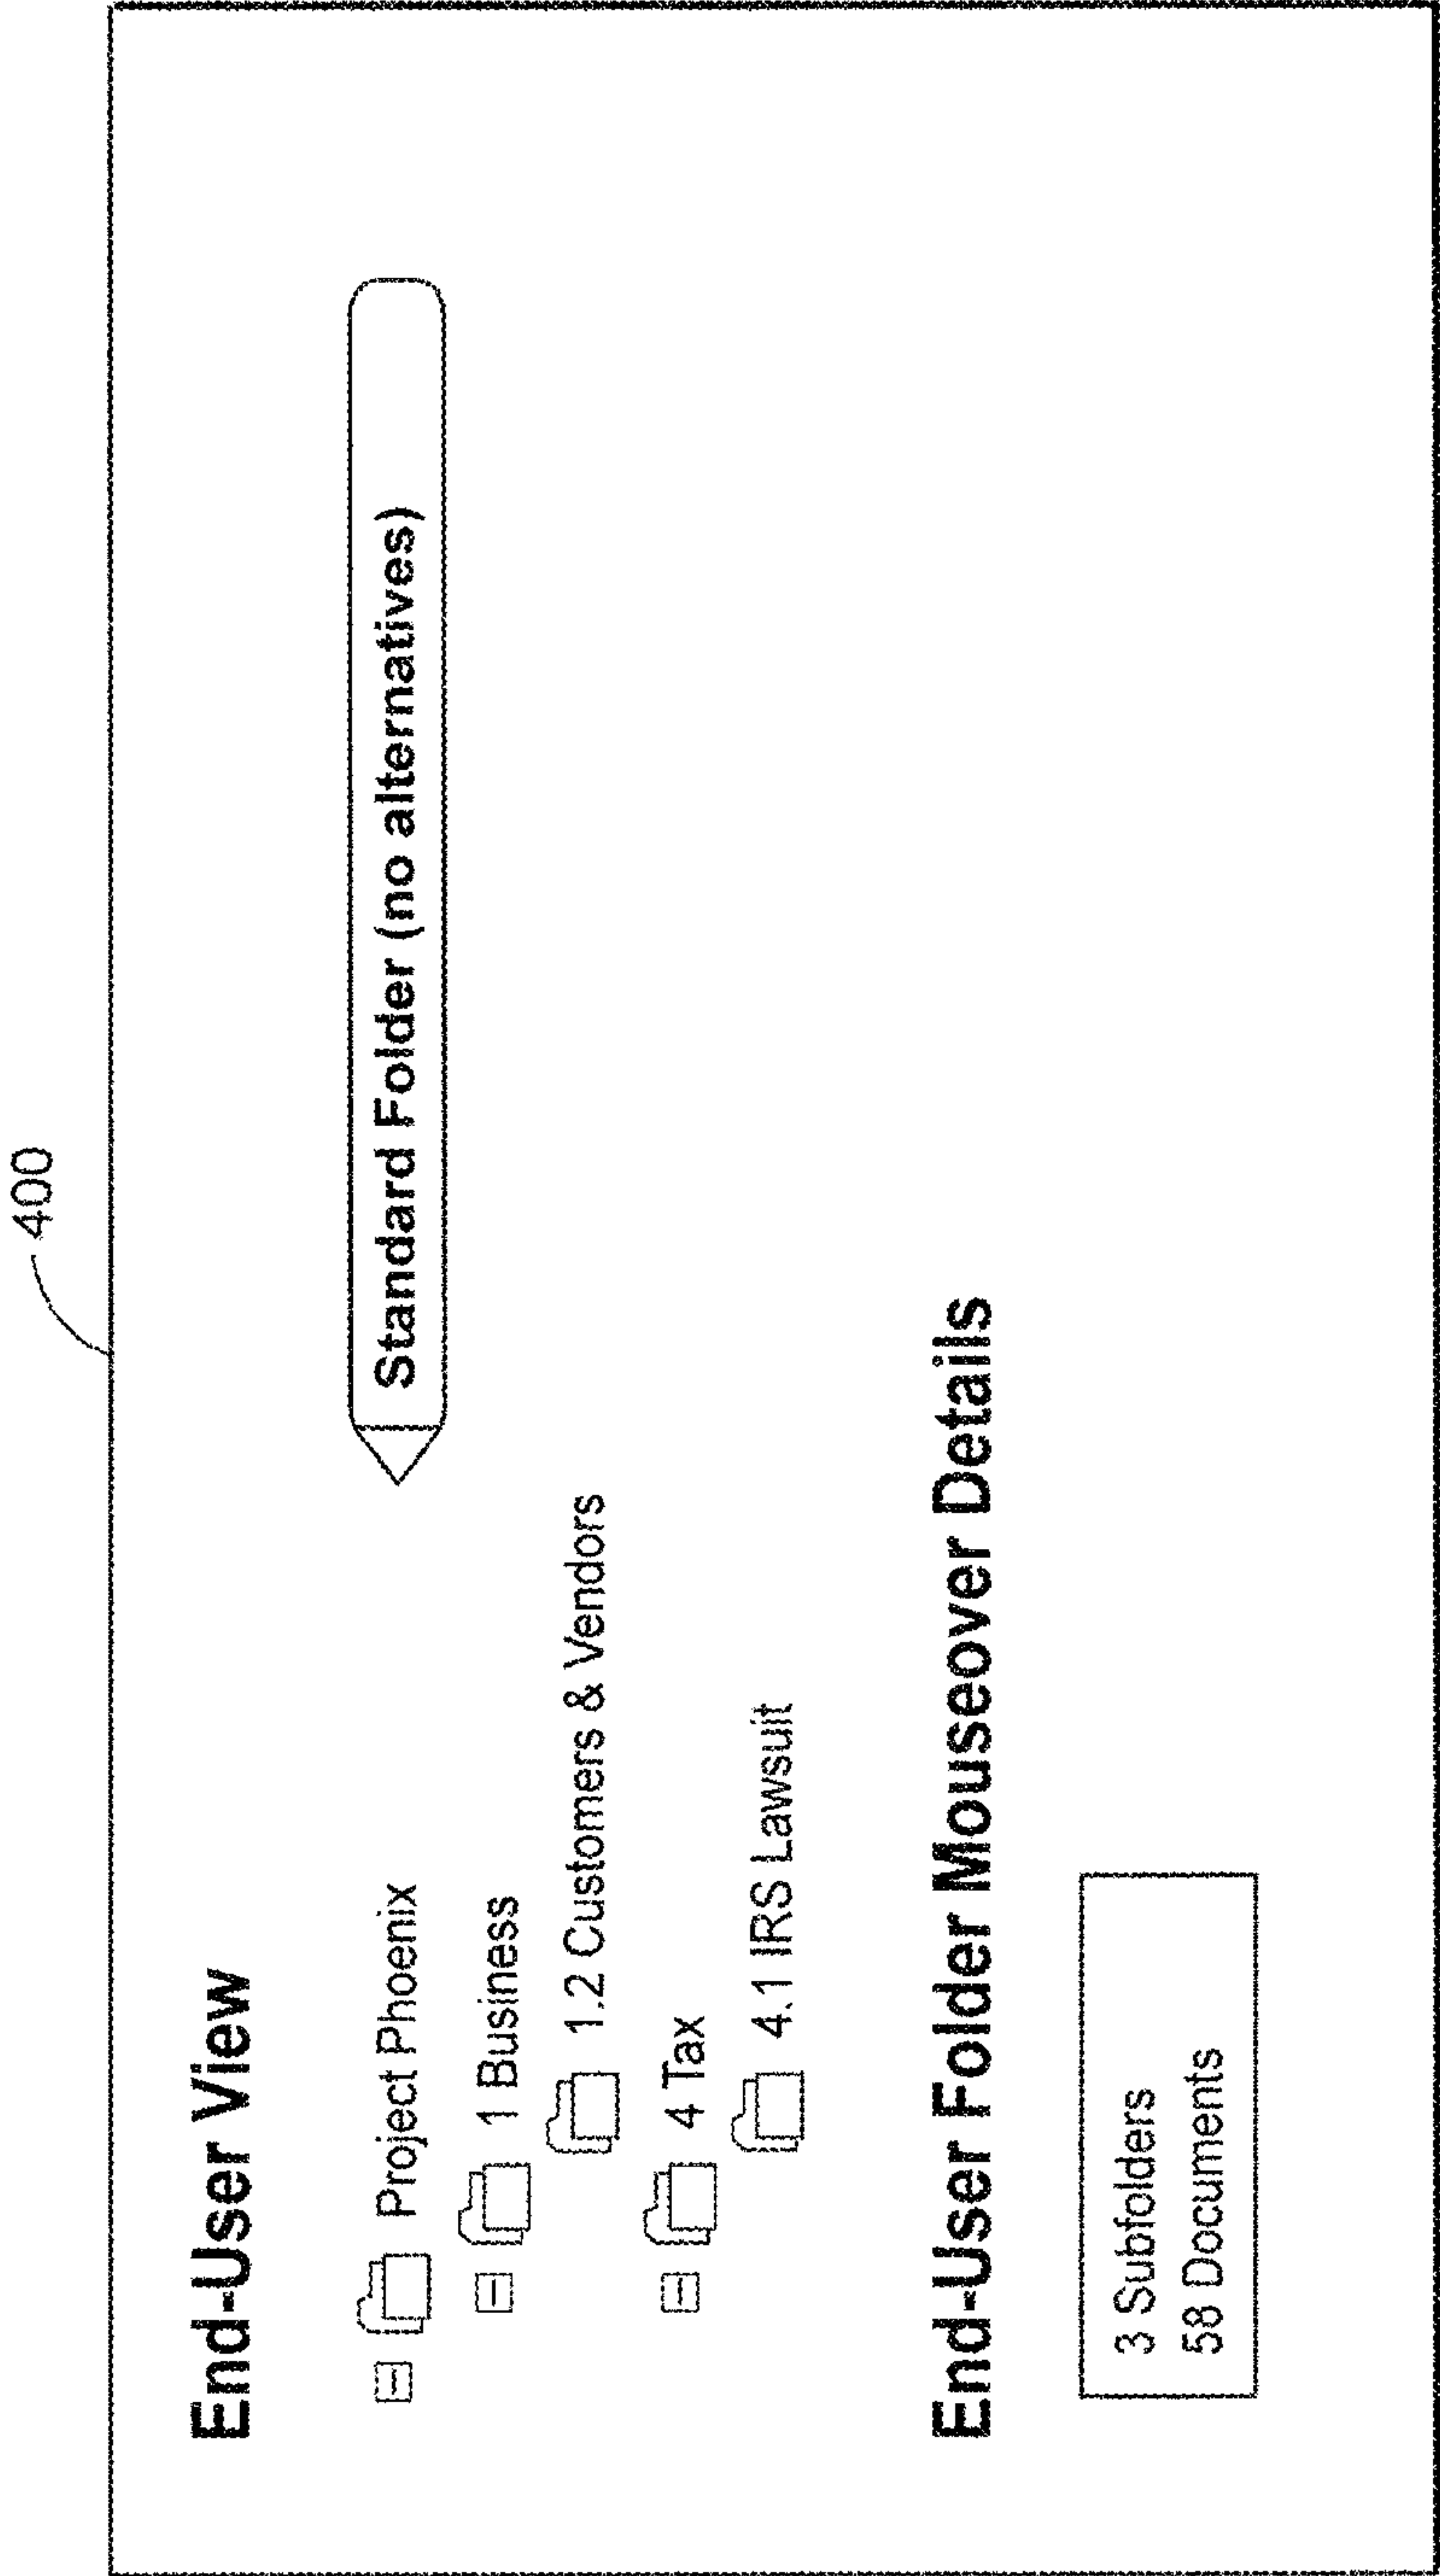 400
End-User View
Project Phoenix
Standard Folder (no alternatives)
1 Business
1.2 Customers & Vendors
4 Tax
4.1 IRS Lawsuit
End-User Folder Mouseover Details
3 Subfolders
58 Documents